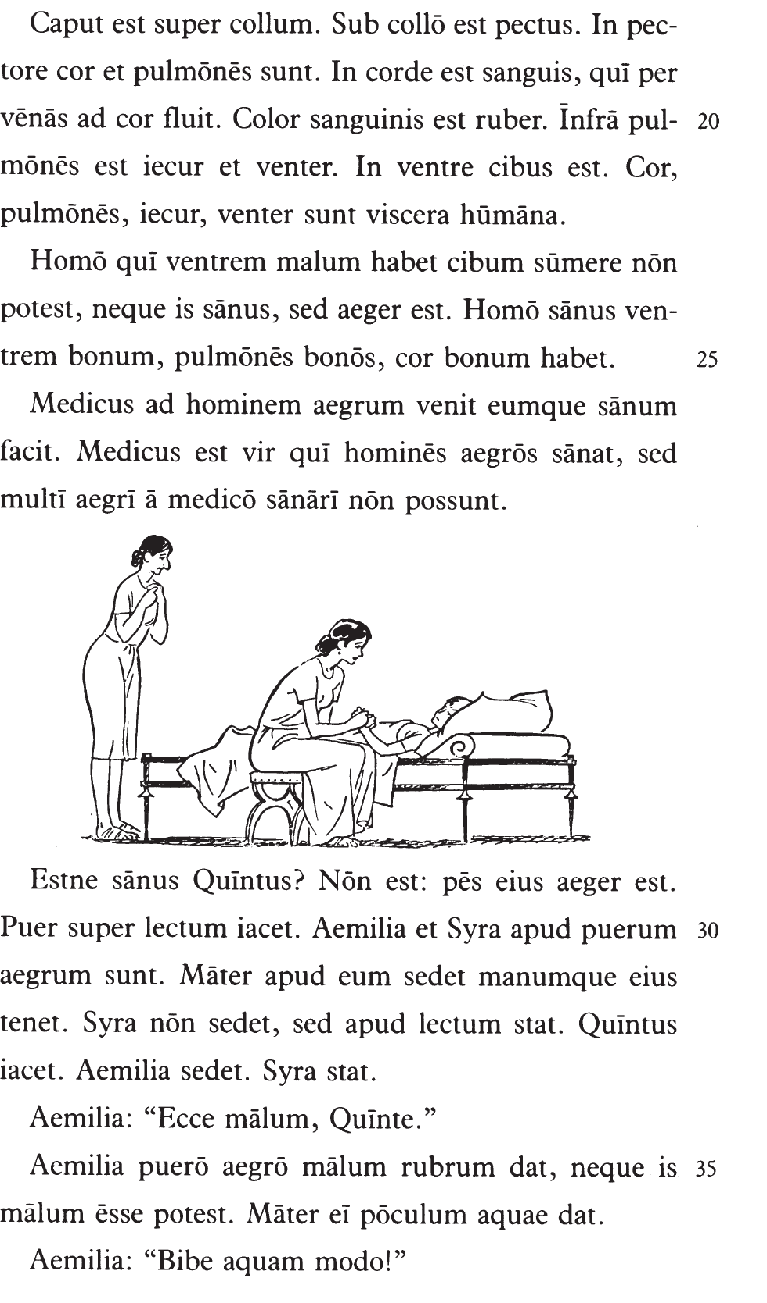 Caput est super collum. Sub collō est pectus. In pec-
tore cor et pulmōnēs sunt. In corde est sanguis, quī per
vēnās ad cor fluit. Color sanguinis est ruber. Īnfrā pul- 20
mōnēs est iecur et venter. In ventre cibus est. Cor,
pulmōnēs, iecur, venter sunt viscera hūmāna.
Homō quī ventrem malum habet cibum sūmere nōn
potest, neque is sānus, sed aeger est. Homō sānus ven-
trem bonum, pulmōnēs bonōs, cor bonum habet. 25
Medicus ad hominem aegrum venit eumque sānum
facit. Medicus est vir quī hominēs aegrōs sānat, sed
multī aegrī ā medicō sānārī nōn possunt.
Estne sānus Quīntus? Nōn est: pēs eius aeger est.
Puer super lectum iacet. Aemilia et Syra apud puerum 30
aegrum sunt. Māter apud eum sedet manumque eius
tenet. Syra nōn sedet, sed apud lectum stat. Quīntus
iacet. Aemilia sedet. Syra stat.
Aemilia: “Ecce mālum, Quīnte.”
Aemilia puerō aegrō mālum rubrum dat, neque is 35
mālum ēsse potest. Māter eī pōculum aquae dat.
Aemilia: “Bibe aquam modo!”